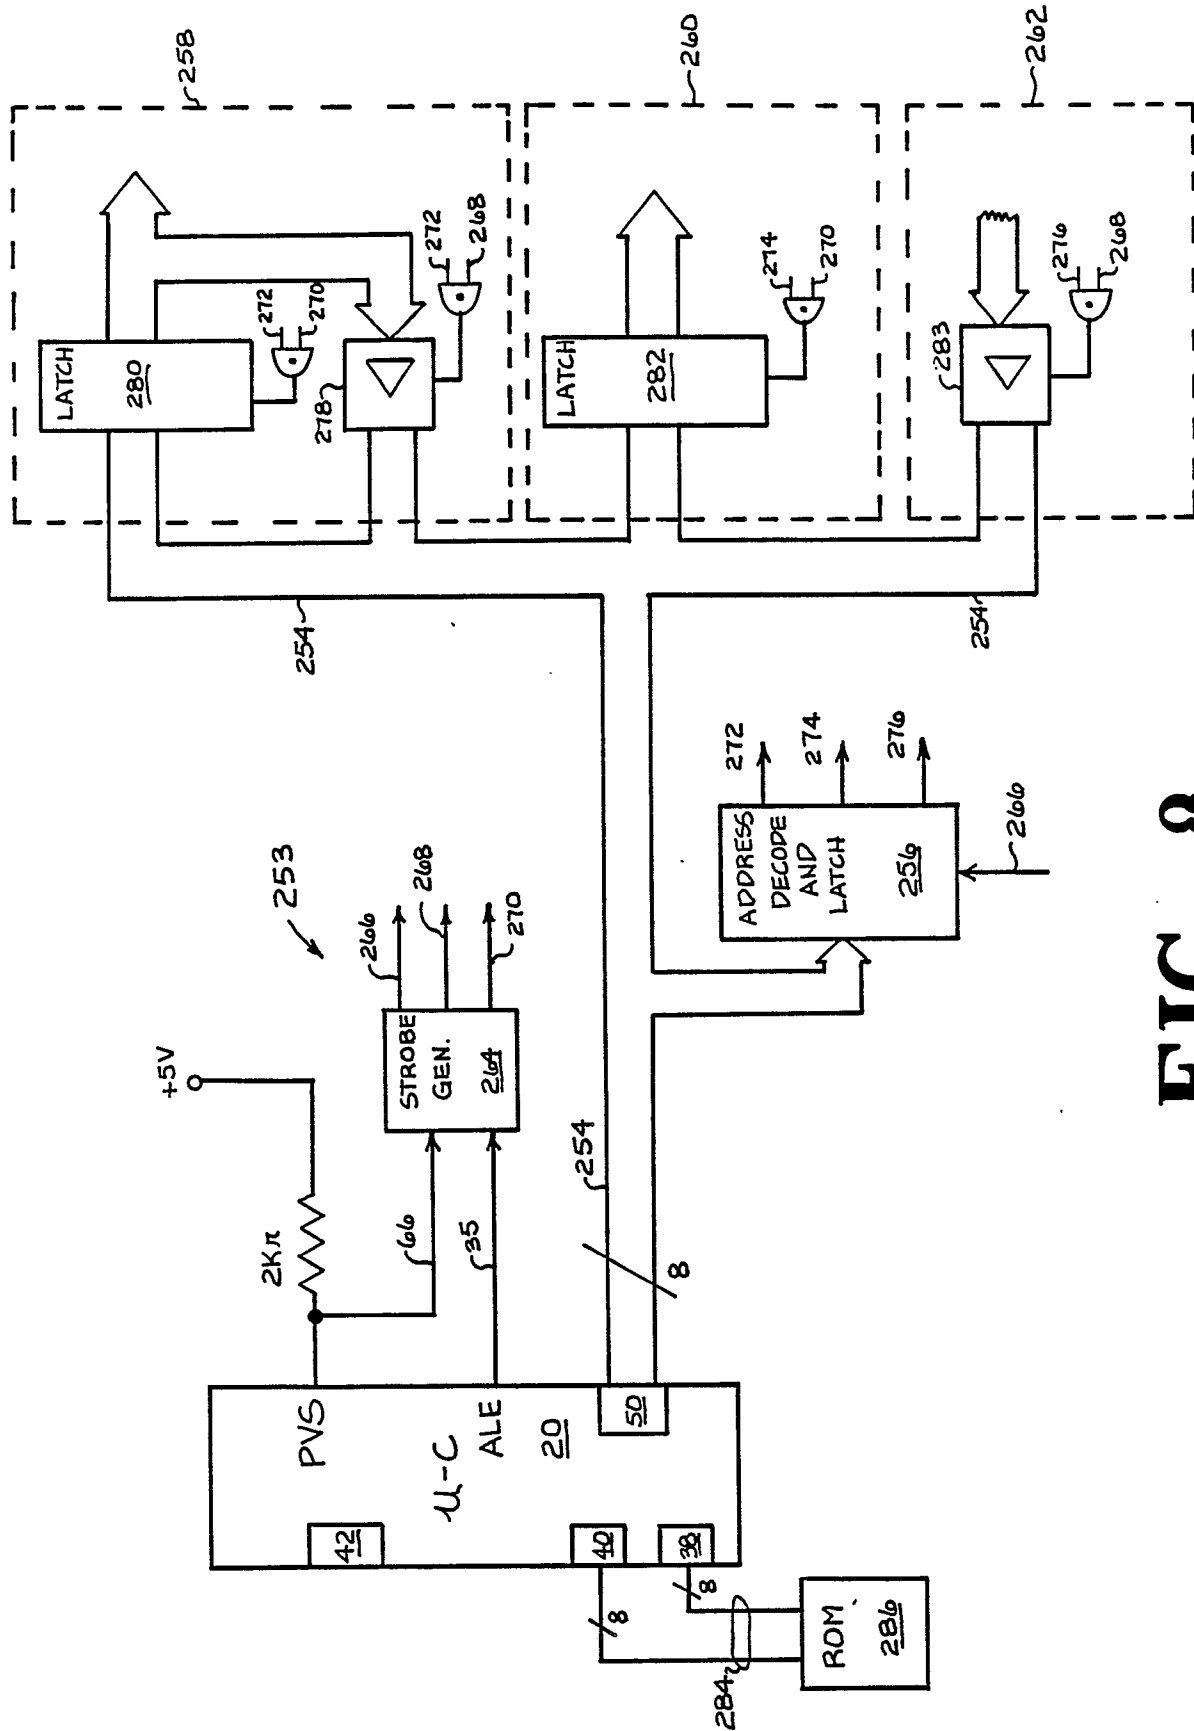 258
260
262
LATCH
280
272
270
278
272
268
LATCH
282
274
270
283
276
268
254
254
253
+5V
2Kπ
266
268
270
STROBE
GEN.
264
66
35
254
8
272
274
276
ADDRESS
DECODE
AND
LATCH
256
266
PVS
ALE
μ-C
20
50
42
40
38
8
8
284
ROM
286
FIG. 8